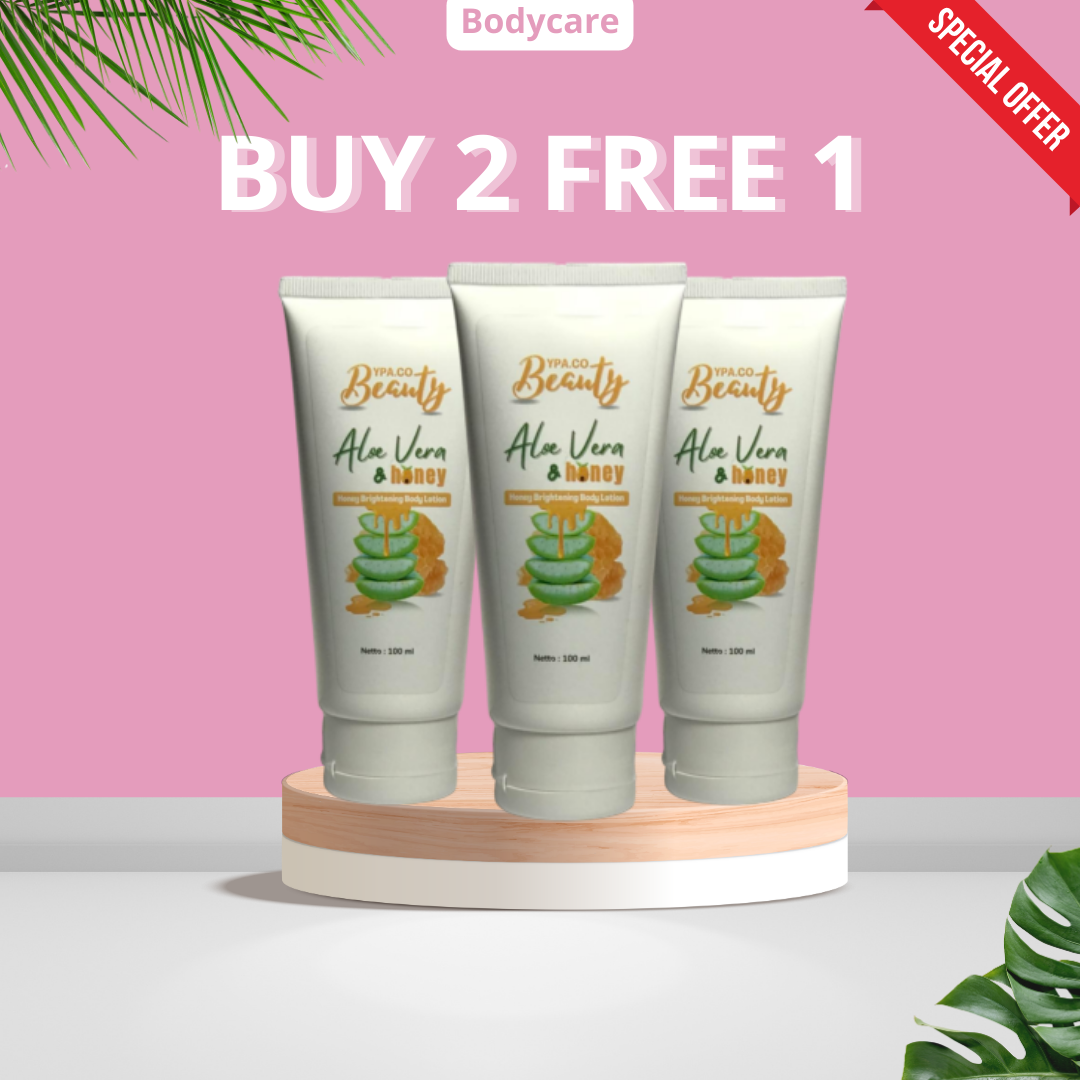 Bodycare
SPECIAL OFFER
BUY 2 FREE 1
YPA.CO
Beauty
Aloe Vera
& honey
Honey Brightening Body Lotion
Netto : 100 ml
YPA.CO
Beauty
Aloe Vera
& honey
Honey Brightening Body Lotion
Netto : 100 ml
YPA.CO
Beauty
Aloe Vera
& honey
Honey Brightening Body Lotion
Netto : 100 ml